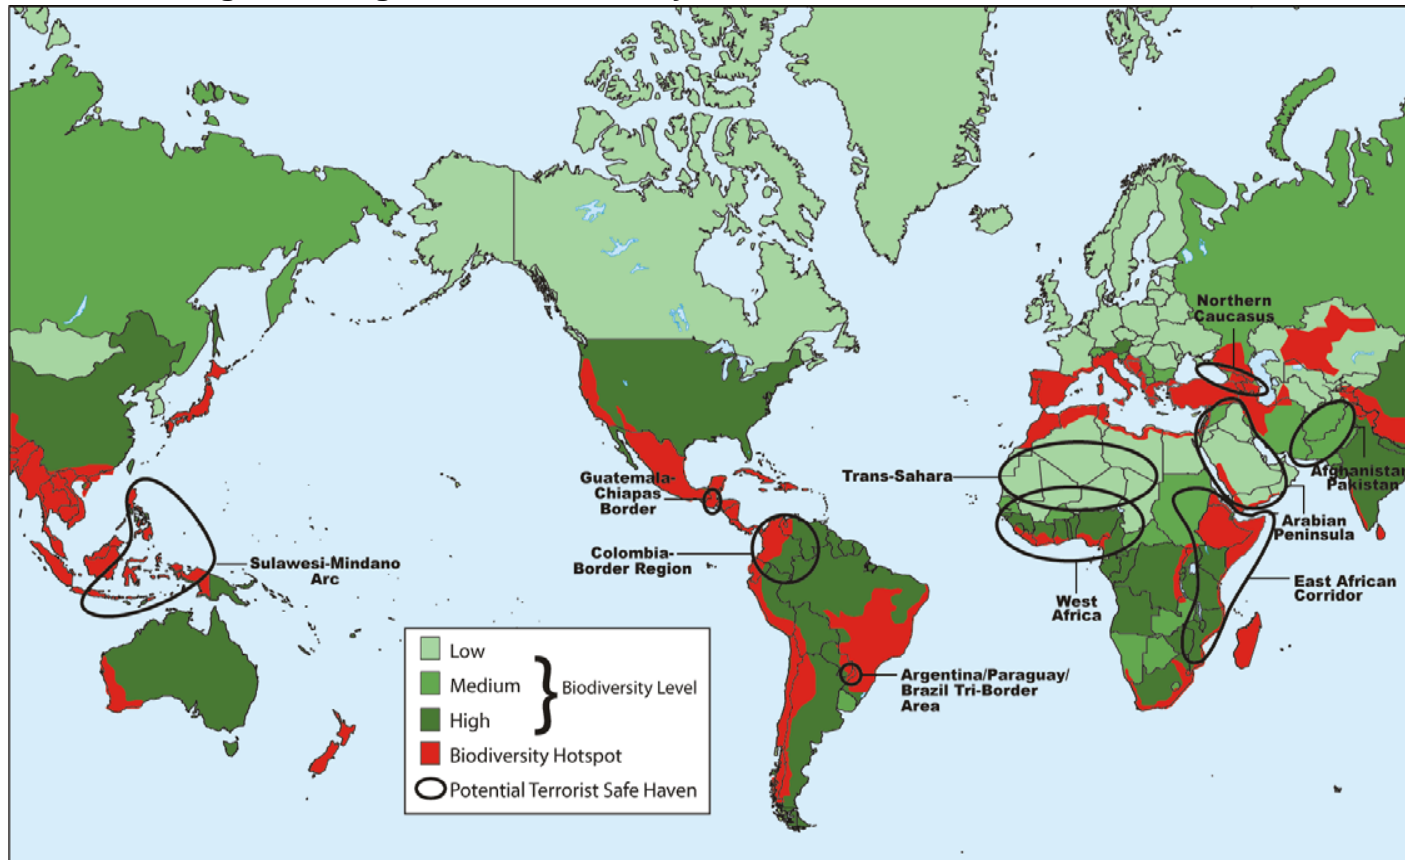 Northern
Caucasus
Guatemala-
Chiapas
Border
Trans-Sahara
Afghanistan
Pakistan
Arabian
Peninsula
Sulawesi-Mindano
Arc
Colombia-
Border Region
East African
Corridor
West
Africa
Argentina/Paraguay/
Brazil Tri-Border
Area
Low
Medium
High
Biodiversity Level
Biodiversity Hotspot
Potential Terrorist Safe Haven